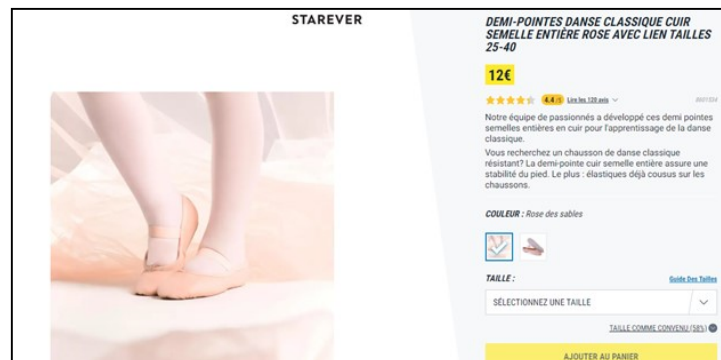 STAREVER
DEMI-POINTES DANSE CLASSIQUE CUIR
SEMELLE ENTIÈRE ROSE AVEC LIEN TAILLES
25-40
12€
4.4 /5 Lire les 120 avis
Notre équipe de passionnés a développé ces demi pointes
semelles entières en cuir pour l'apprentissage de la danse
classique.
Vous recherchez un chausson de danse classique
résistant? La demi-pointe cuir semelle entière assure une
stabilité du pied. Le plus : élastiques déjà cousus sur les
chaussons.
COULEUR : Rose des sables
TAILLE :
Guide Des Tailles
SÉLECTIONNEZ UNE TAILLE
TAILLE COMME CONVENU (58%)
AJOUTER AU PANIER